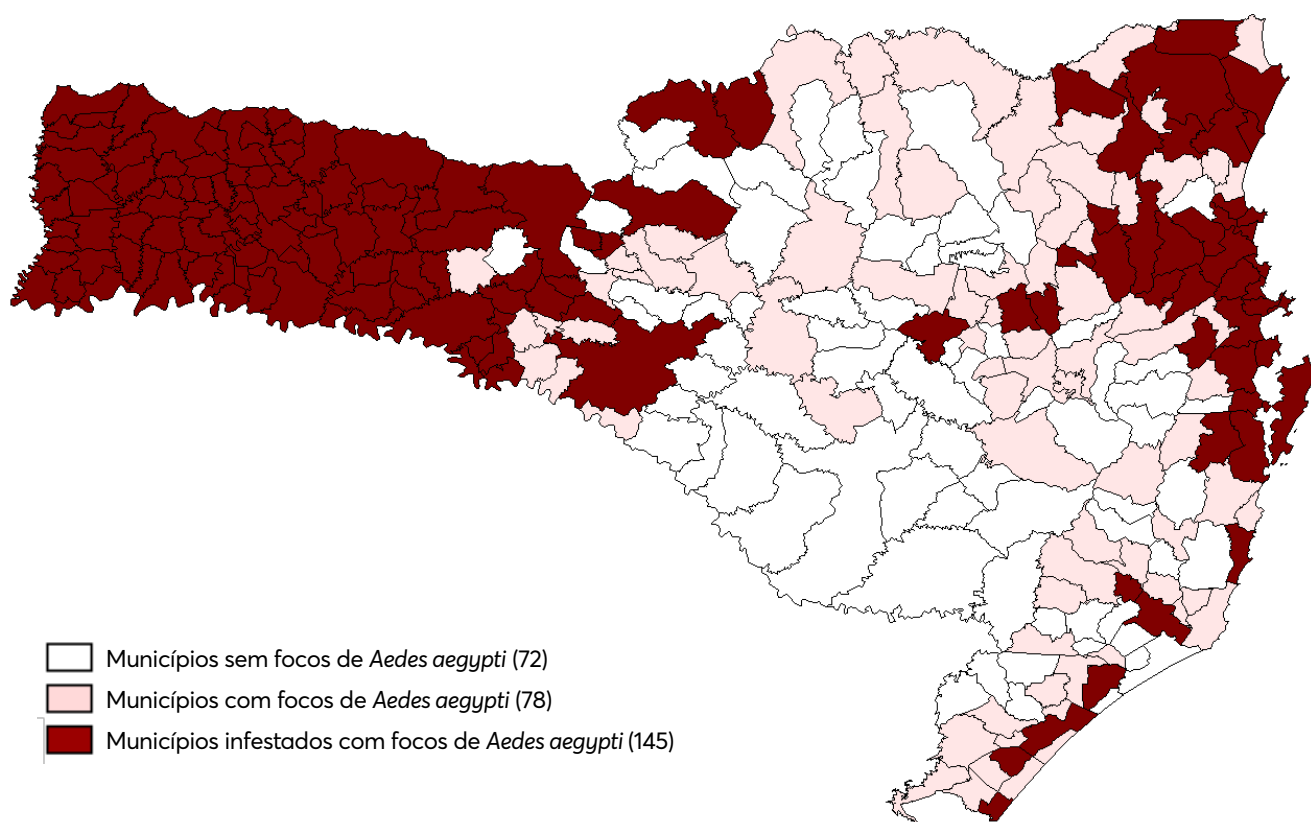 Municípios sem focos de Aedes aegypti (72)
Municípios com focos de Aedes aegypti (78)
Municípios infestados com focos de Aedes aegypti (145)